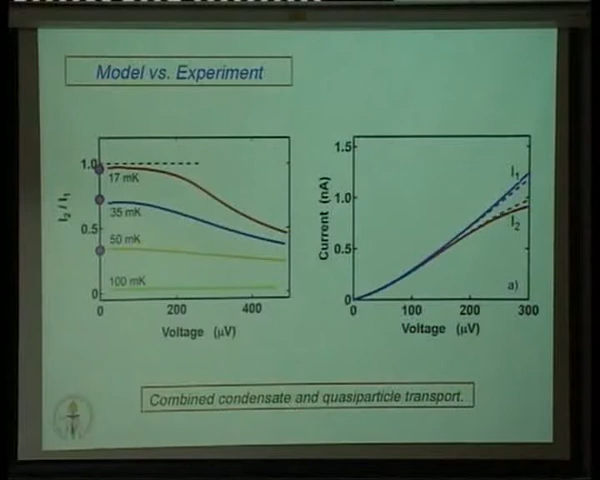 Model vs. Experiment
I2 / I1
1.0
0.5
0
17 mK
35 mK
50 mK
100 mK
0 200 400
Voltage (μV)
Current (nA)
1.5
1.0
0.5
0
I1
I2
a)
0 100 200 300
Voltage (μV)
Combined condensate and quasiparticle transport.